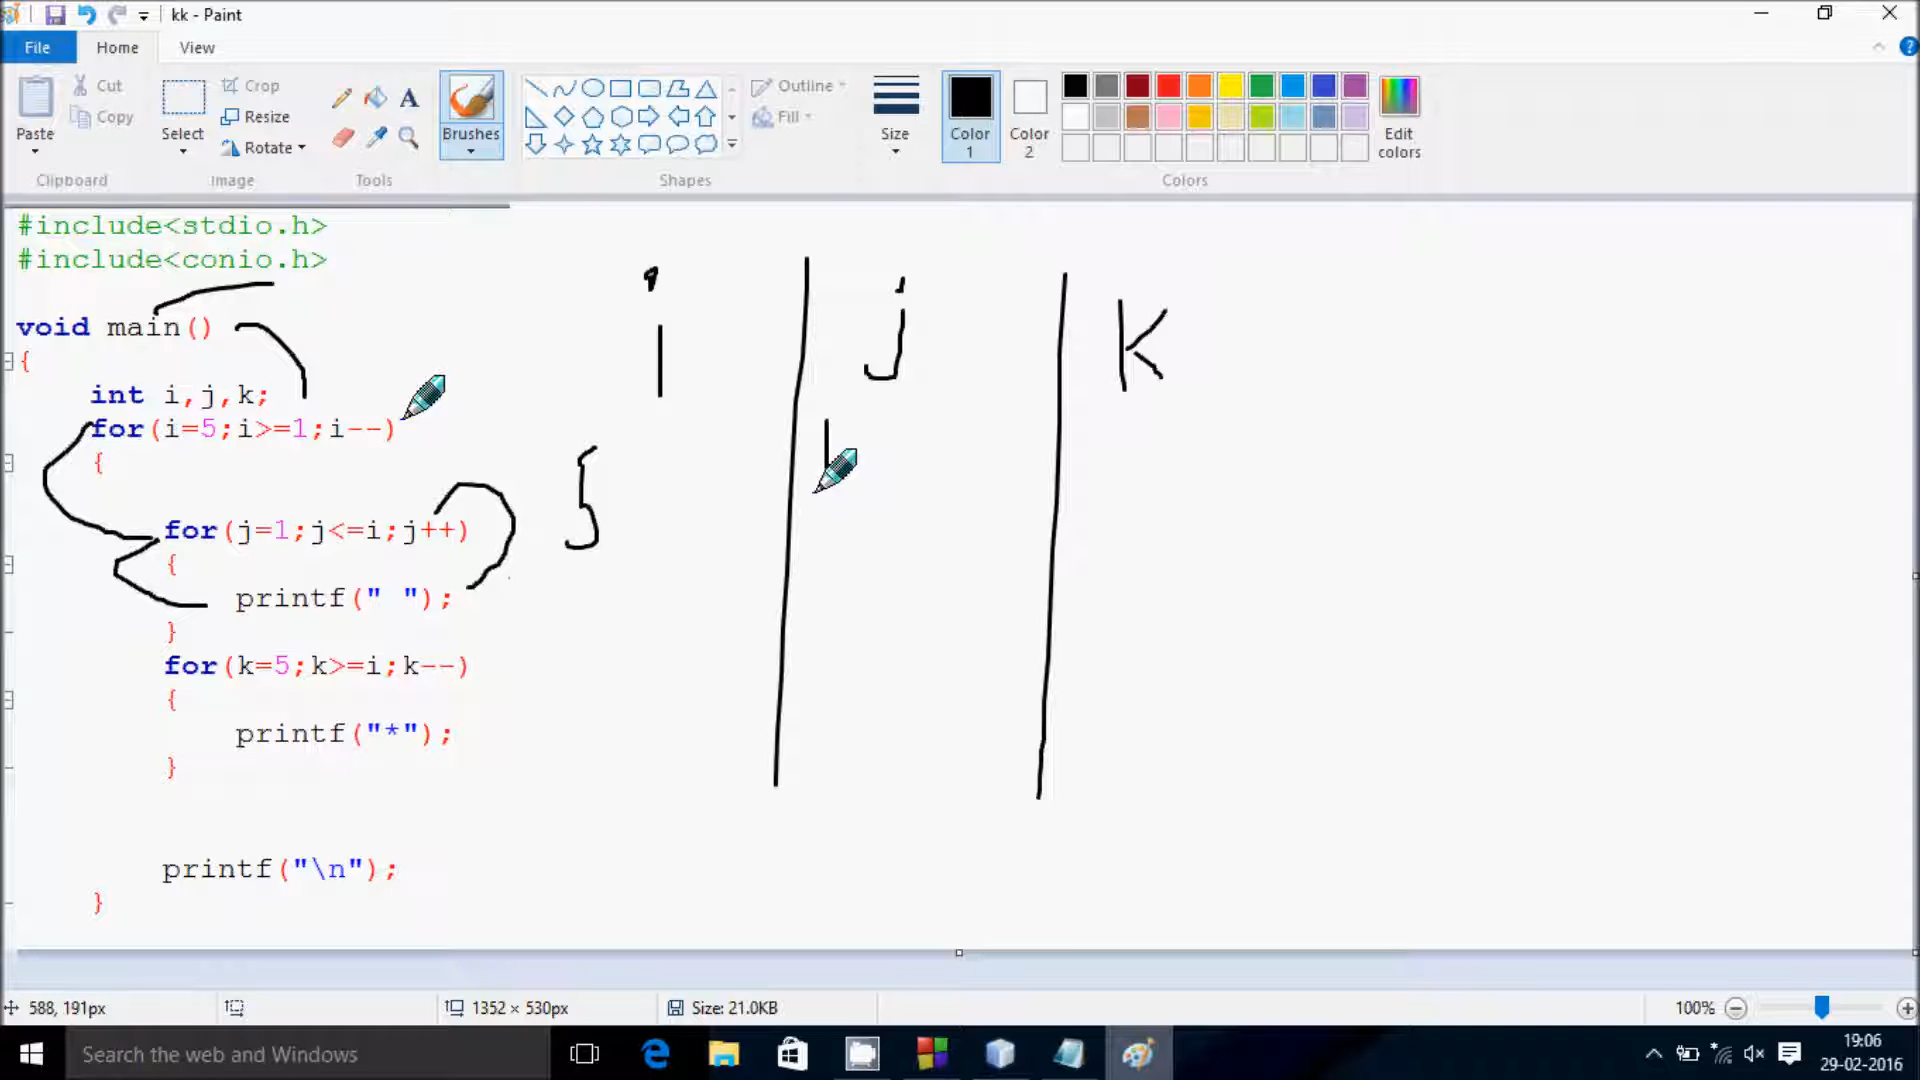 kk - Paint
File Home View
Paste
Cut
Copy
Clipboard
Select
Crop
Resize
Rotate
Image
A
Tools
Brushes
Outline
Fill
Shapes
Size
Color 1
Color 2
Edit colors
Colors
#include<stdio.h>
#include<conio.h>
void main()
{
int i,j,k;
for(i=5;i>=1;i--)
{
for(j=1;j<=i;j++)
{
printf(" ");
}
for(k=5;k>=i;k--)
{
printf("*");
}
printf("\n");
}
i j K
5 1
588, 191px
1352 × 530px
Size: 21.0KB
100%
Search the web and Windows
19:06
29-02-2016